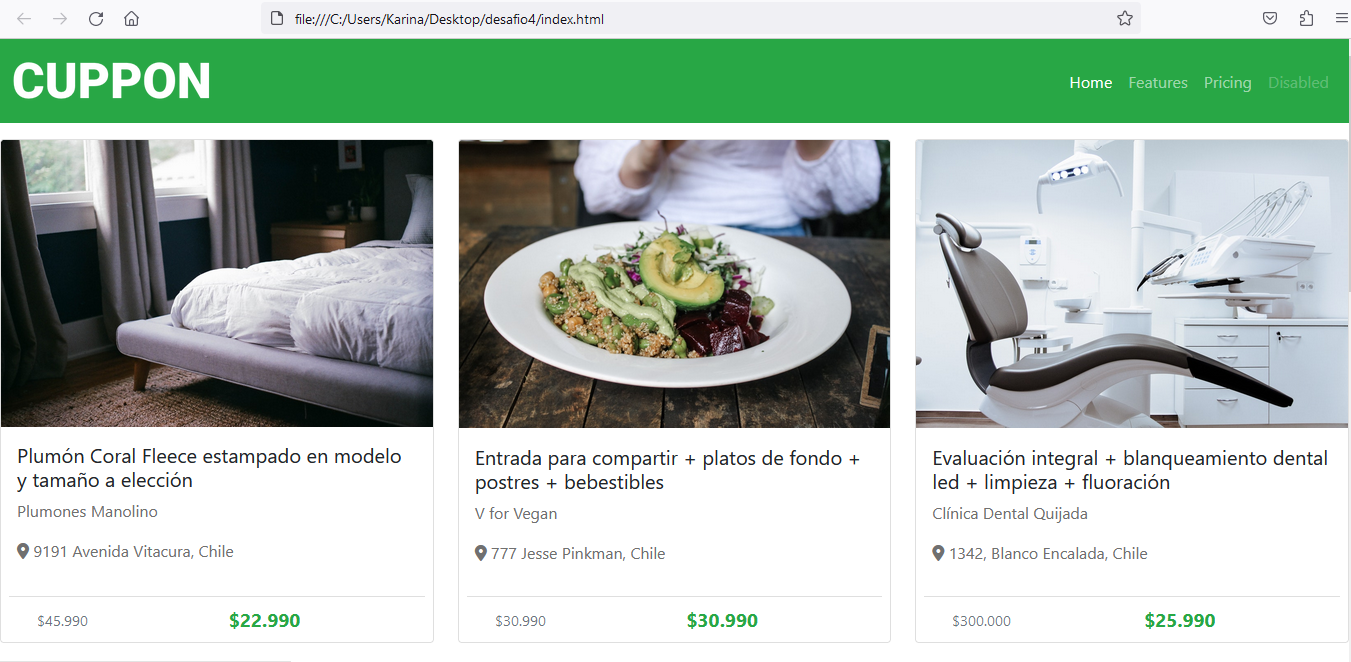 file:///C:/Users/Karina/Desktop/desafio4/index.html
CUPPON
Home Features Pricing Disabled
Plumón Coral Fleece estampado en modelo
y tamaño a elección
Plumones Manolino
9191 Avenida Vitacura, Chile
$45.990 $22.990
Entrada para compartir + platos de fondo +
postres + bebestibles
V for Vegan
777 Jesse Pinkman, Chile
$30.990 $30.990
Evaluación integral + blanqueamiento dental
led + limpieza + fluoración
Clínica Dental Quijada
1342, Blanco Encalada, Chile
$300.000 $25.990